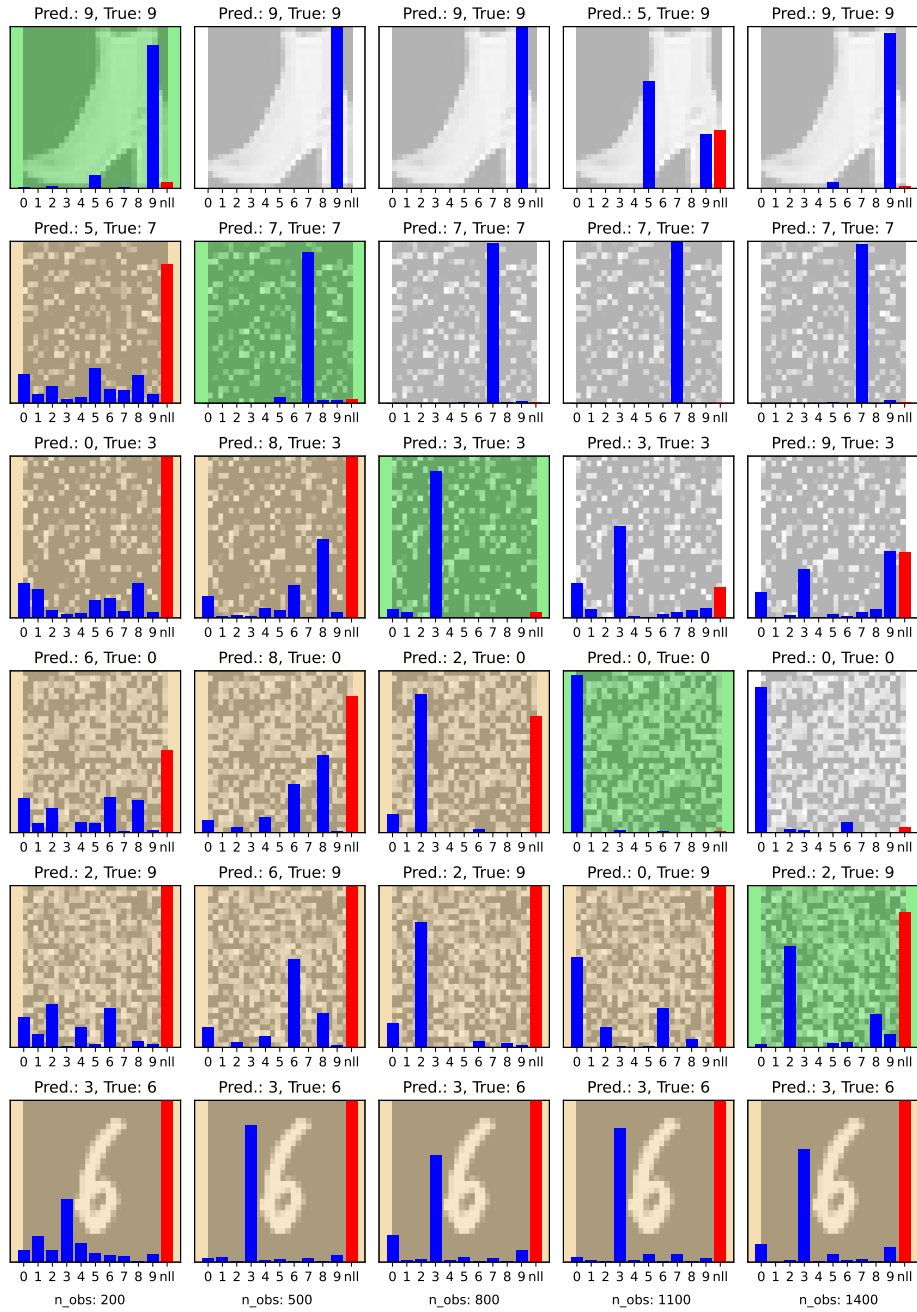 Pred.: 9, True: 9 Pred.: 9, True: 9 Pred.: 9, True: 9 Pred.: 5, True: 9 Pred.: 9, True: 9
0 1 2 3 4 5 6 7 8 9 nll 0 1 2 3 4 5 6 7 8 9 nll 0 1 2 3 4 5 6 7 8 9 nll 0 1 2 3 4 5 6 7 8 9 nll 0 1 2 3 4 5 6 7 8 9 nll
Pred.: 5, True: 7 Pred.: 7, True: 7 Pred.: 7, True: 7 Pred.: 7, True: 7 Pred.: 7, True: 7
0 1 2 3 4 5 6 7 8 9 nll 0 1 2 3 4 5 6 7 8 9 nll 0 1 2 3 4 5 6 7 8 9 nll 0 1 2 3 4 5 6 7 8 9 nll 0 1 2 3 4 5 6 7 8 9 nll
Pred.: 0, True: 3 Pred.: 8, True: 3 Pred.: 3, True: 3 Pred.: 3, True: 3 Pred.: 9, True: 3
0 1 2 3 4 5 6 7 8 9 nll 0 1 2 3 4 5 6 7 8 9 nll 0 1 2 3 4 5 6 7 8 9 nll 0 1 2 3 4 5 6 7 8 9 nll 0 1 2 3 4 5 6 7 8 9 nll
Pred.: 6, True: 0 Pred.: 8, True: 0 Pred.: 2, True: 0 Pred.: 0, True: 0 Pred.: 0, True: 0
0 1 2 3 4 5 6 7 8 9 nll 0 1 2 3 4 5 6 7 8 9 nll 0 1 2 3 4 5 6 7 8 9 nll 0 1 2 3 4 5 6 7 8 9 nll 0 1 2 3 4 5 6 7 8 9 nll
Pred.: 2, True: 9 Pred.: 6, True: 9 Pred.: 2, True: 9 Pred.: 0, True: 9 Pred.: 2, True: 9
0 1 2 3 4 5 6 7 8 9 nll 0 1 2 3 4 5 6 7 8 9 nll 0 1 2 3 4 5 6 7 8 9 nll 0 1 2 3 4 5 6 7 8 9 nll 0 1 2 3 4 5 6 7 8 9 nll
Pred.: 3, True: 6 Pred.: 3, True: 6 Pred.: 3, True: 6 Pred.: 3, True: 6 Pred.: 3, True: 6
6 6 6 6 6
0 1 2 3 4 5 6 7 8 9 nll 0 1 2 3 4 5 6 7 8 9 nll 0 1 2 3 4 5 6 7 8 9 nll 0 1 2 3 4 5 6 7 8 9 nll 0 1 2 3 4 5 6 7 8 9 nll
n_obs: 200 n_obs: 500 n_obs: 800 n_obs: 1100 n_obs: 1400